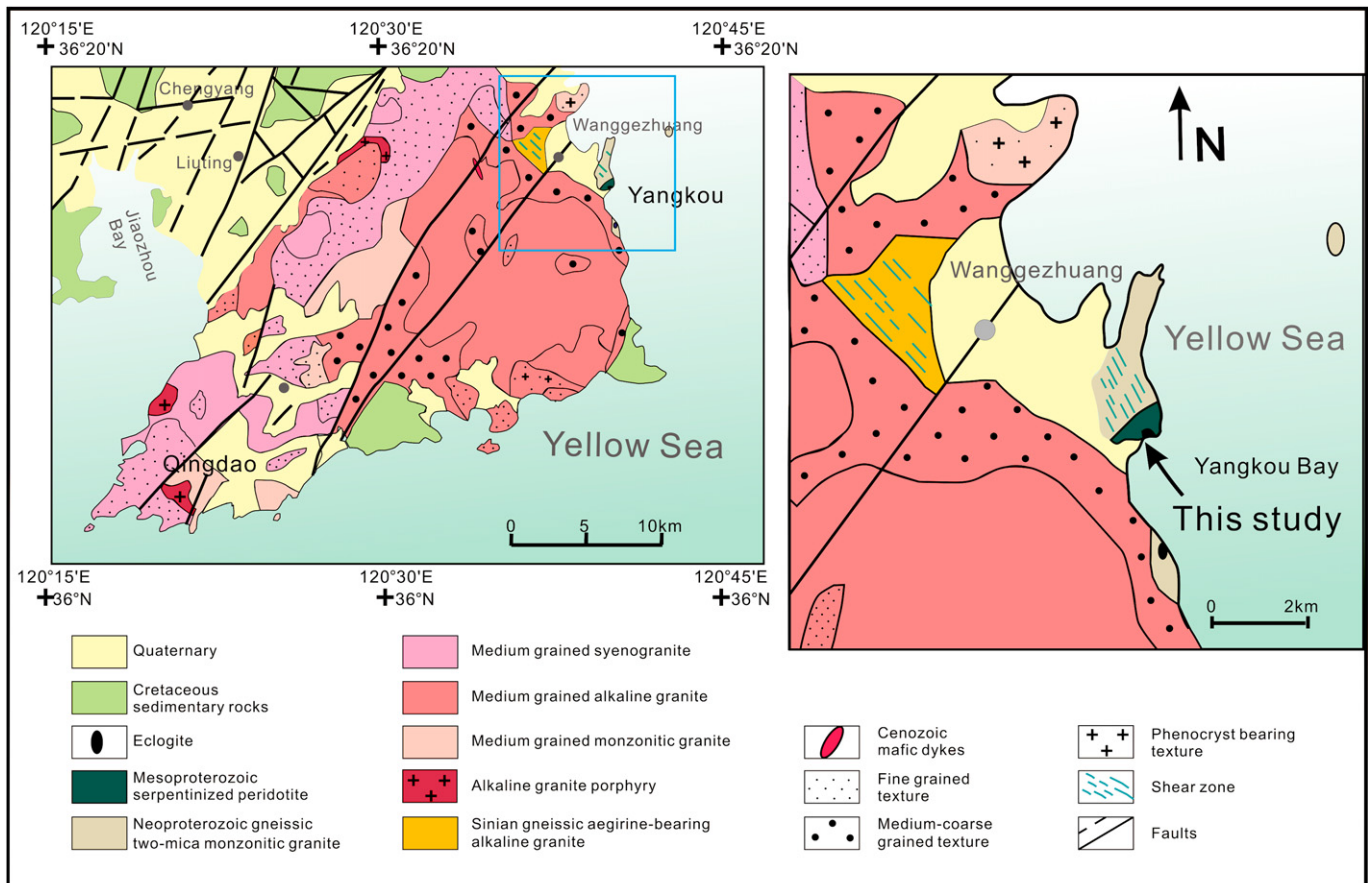 120°15'E
36°20'N
120°30'E
36°20'N
120°45'E
36°20'N
Chengyang
Liuting
Jiaozhou
Bay
Wanggezhuang
Yangkou
Qingdao
Yellow Sea
0 5 10km
120°15'E
36°N
120°30'E
36°N
120°45'E
36°N
N
Wanggezhuang
Yellow Sea
Yangkou Bay
This study
0 2km
Quaternary
Cretaceous
sedimentary rocks
Eclogite
Mesoproterozoic
serpentinized peridotite
Neoproterozoic gneissic
two-mica monzonitic granite
Medium grained syenogranite
Medium grained alkaline granite
Medium grained monzonitic granite
Alkaline granite porphyry
Sinian gneissic aegirine-bearing
alkaline granite
Cenozoic
mafic dykes
Fine grained
texture
Medium-coarse
grained texture
Phenocryst bearing
texture
Shear zone
Faults